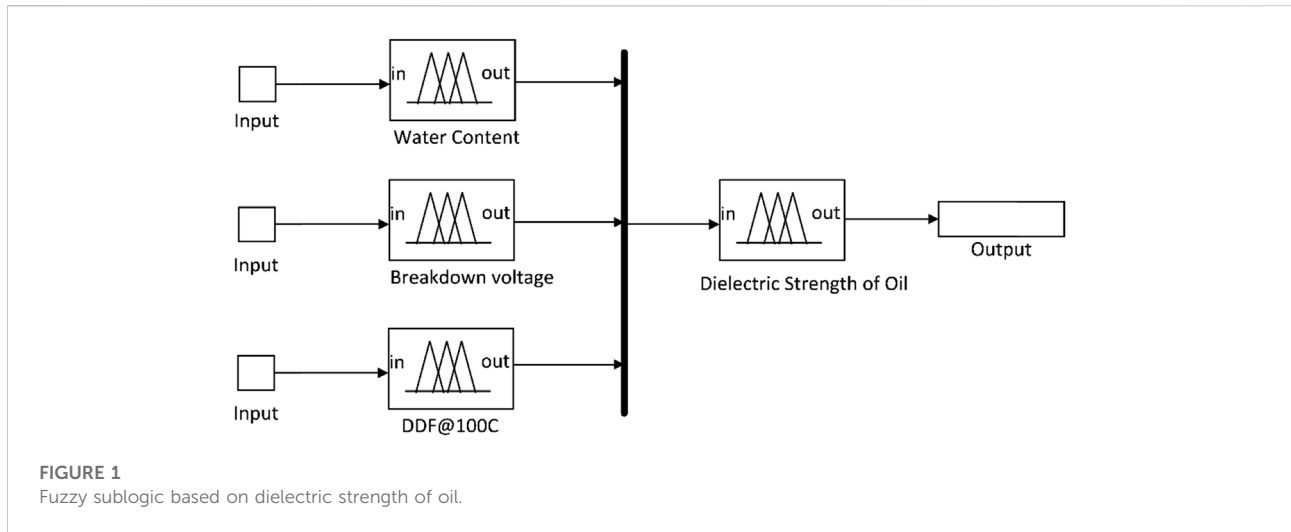 in out
Input
Water Content
in out
Input
Breakdown voltage
in out
Dielectric Strength of Oil
Output
in out
Input
DDF@100C
FIGURE 1
Fuzzy sublogic based on dielectric strength of oil.